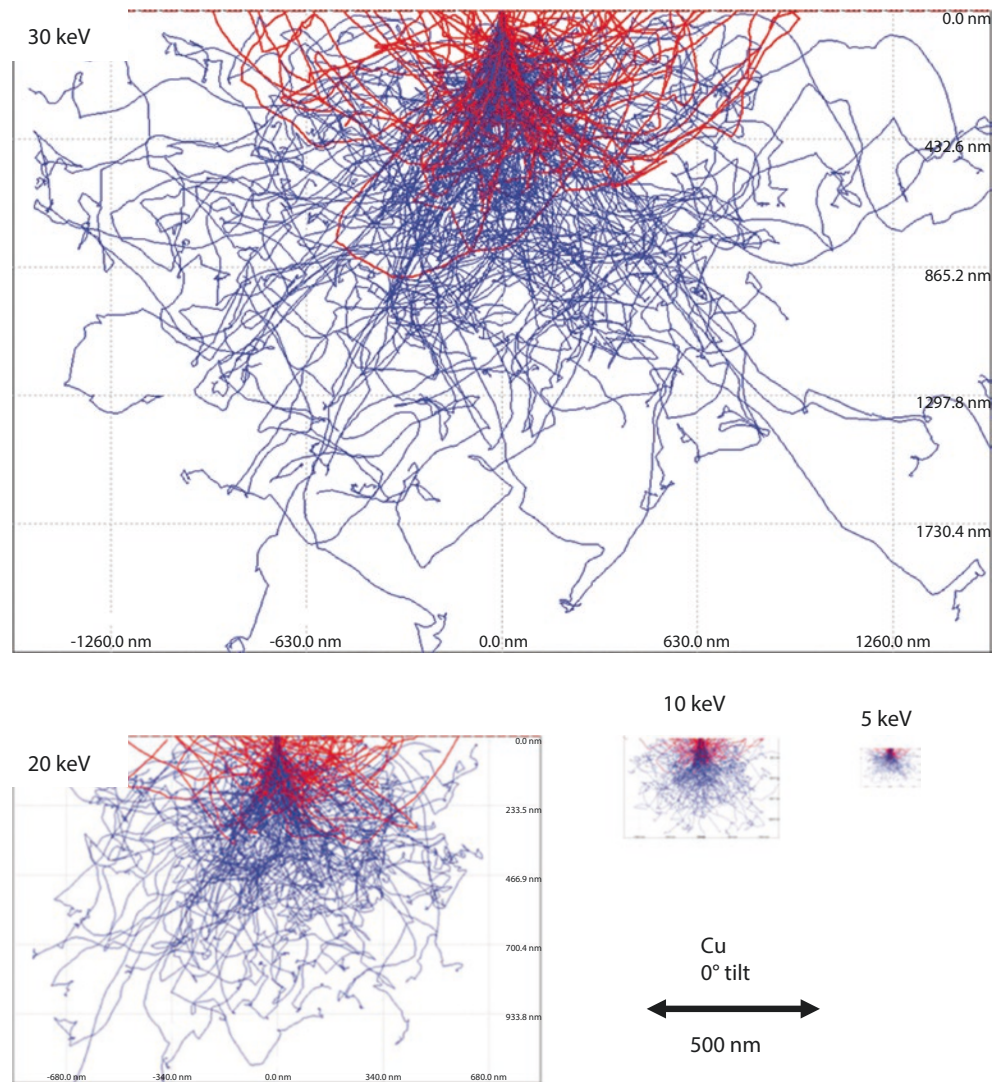 30 keV
0.0 nm
432.6 nm
865.2 nm
1297.8 nm
1730.4 nm
-1260.0 nm -630.0 nm 0.0 nm 630.0 nm 1260.0 nm
20 keV
0.0 nm
233.5 nm
466.9 nm
700.4 nm
933.8 nm
-680.0 nm -340.0 nm 0.0 nm 340.0 nm 680.0 nm
10 keV
5 keV
Cu
0° tilt
500 nm